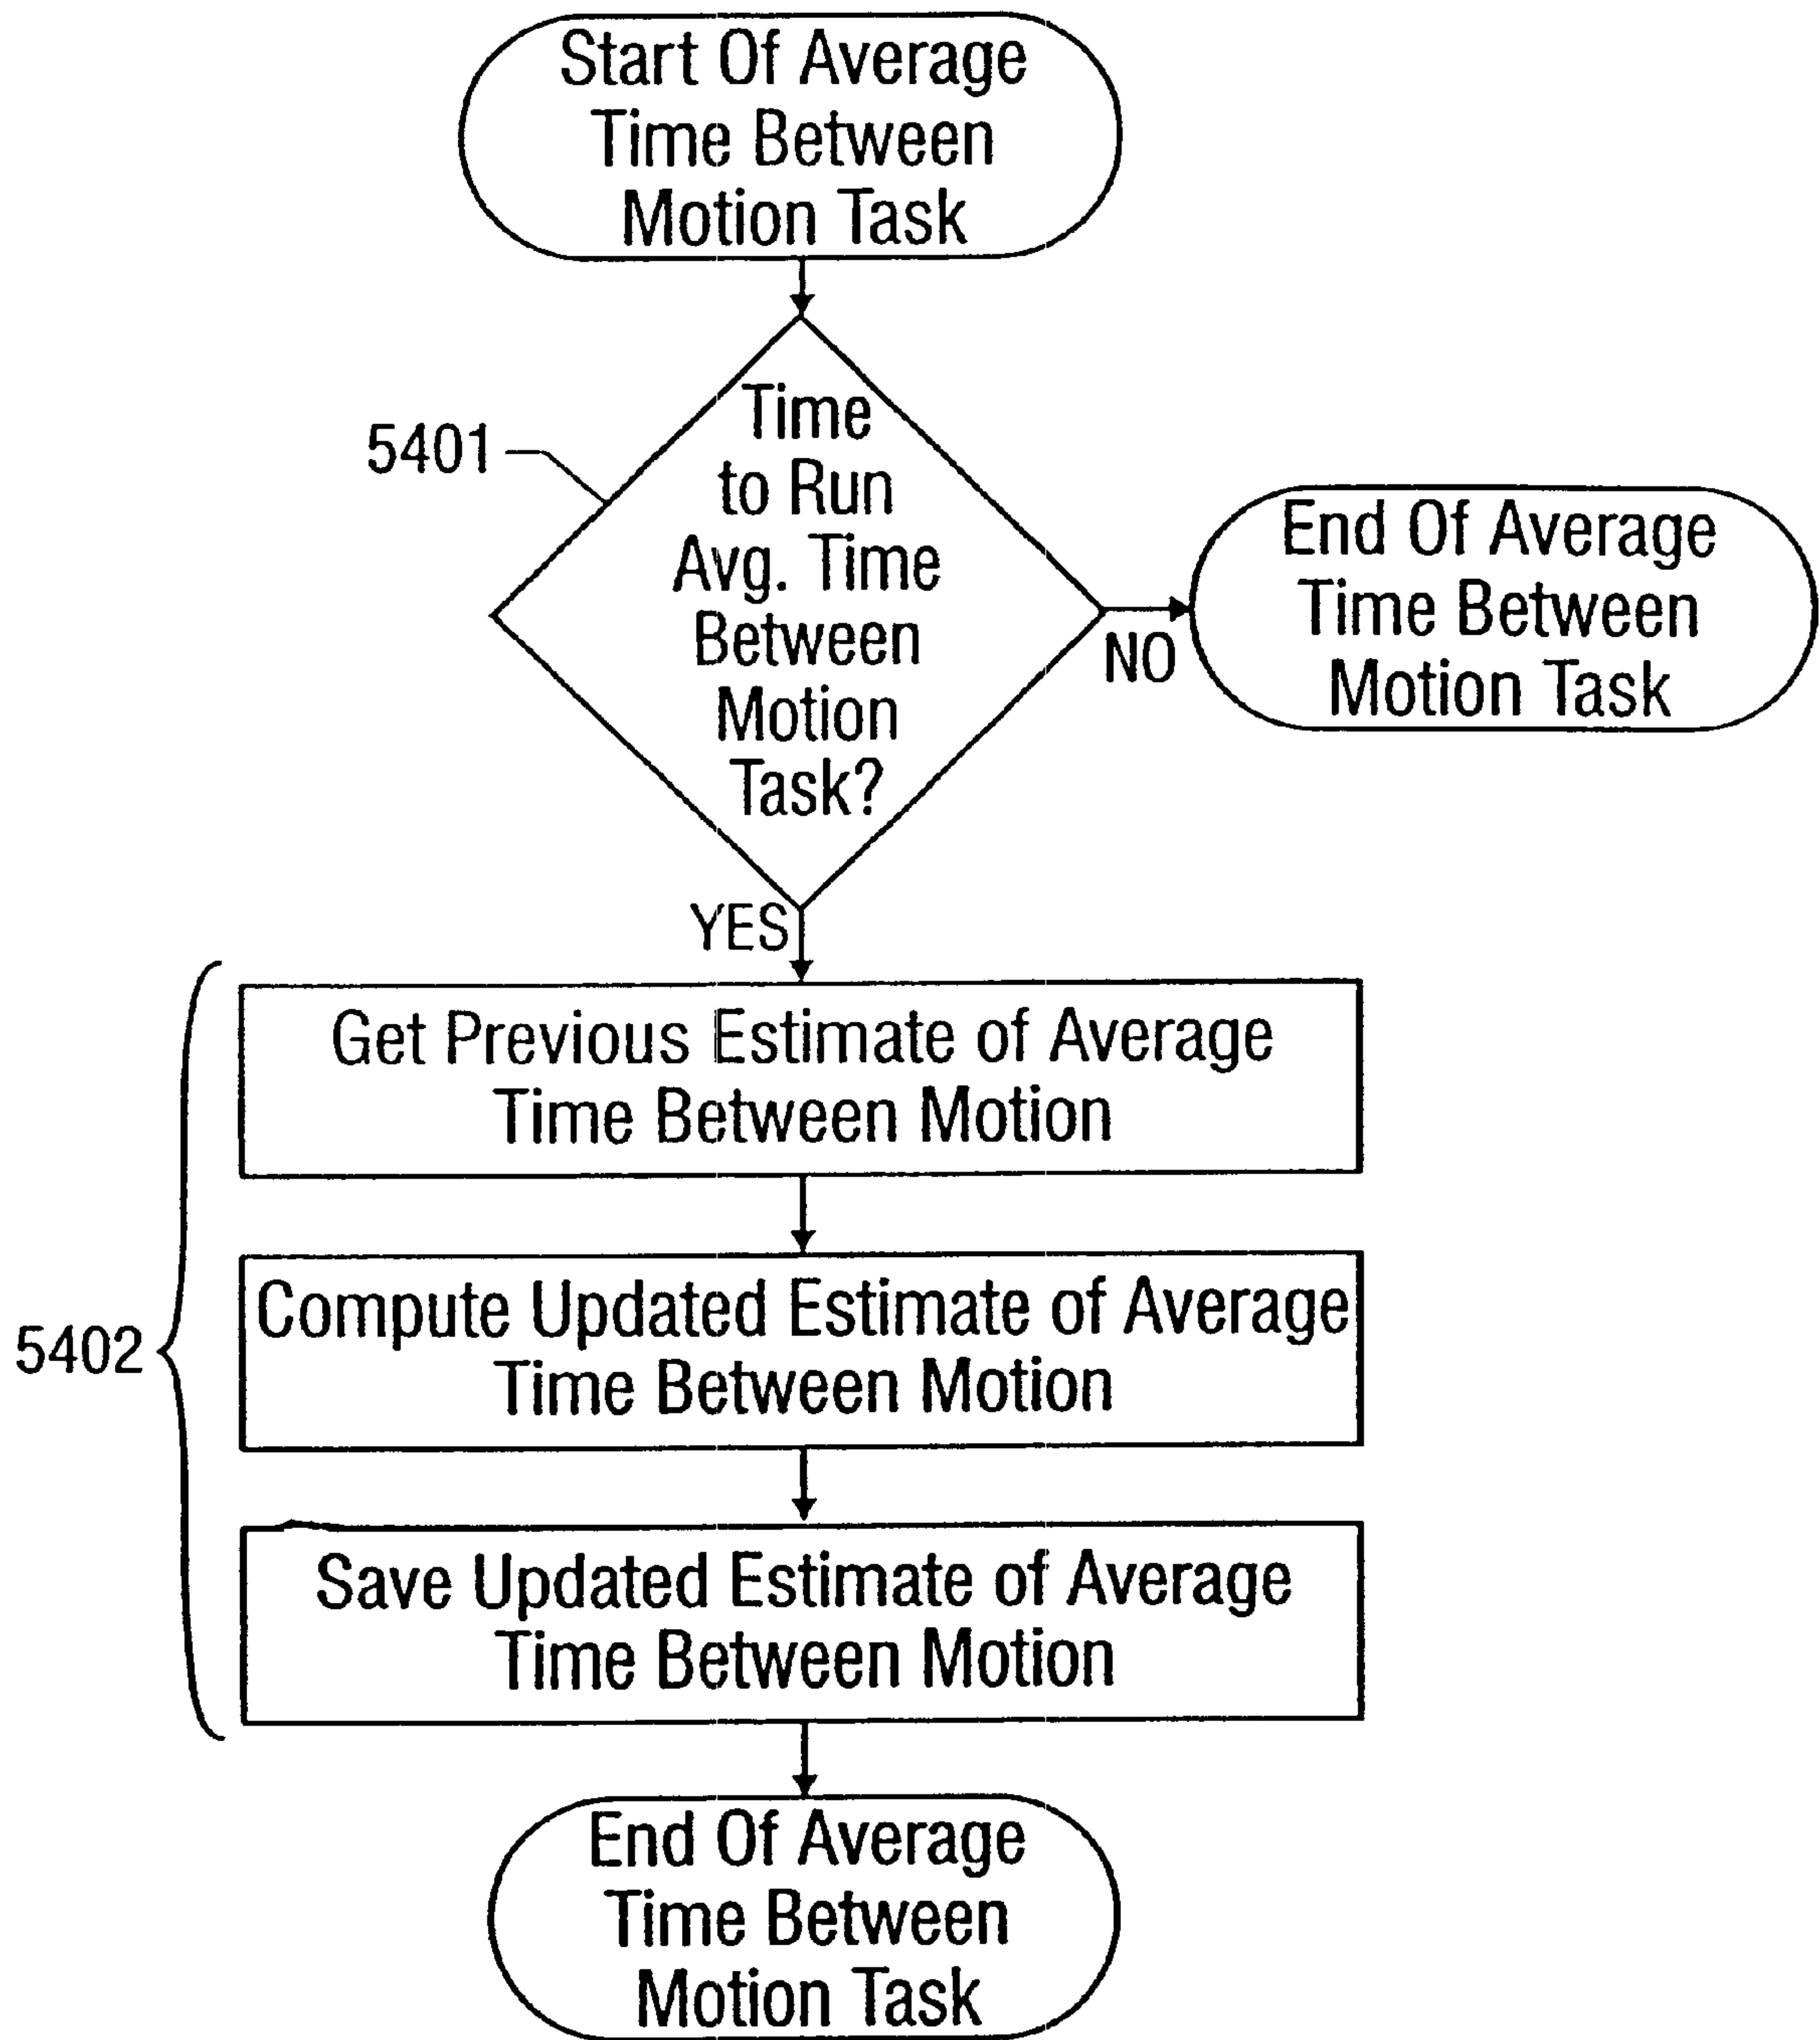 Start Of Average
Time Between
Motion Task
5401
Time
to Run
Avg. Time
Between
Motion
Task?
NO
End Of Average
Time Between
Motion Task
YES
5402
Get Previous Estimate of Average
Time Between Motion
Compute Updated Estimate of Average
Time Between Motion
Save Updated Estimate of Average
Time Between Motion
End Of Average
Time Between
Motion Task